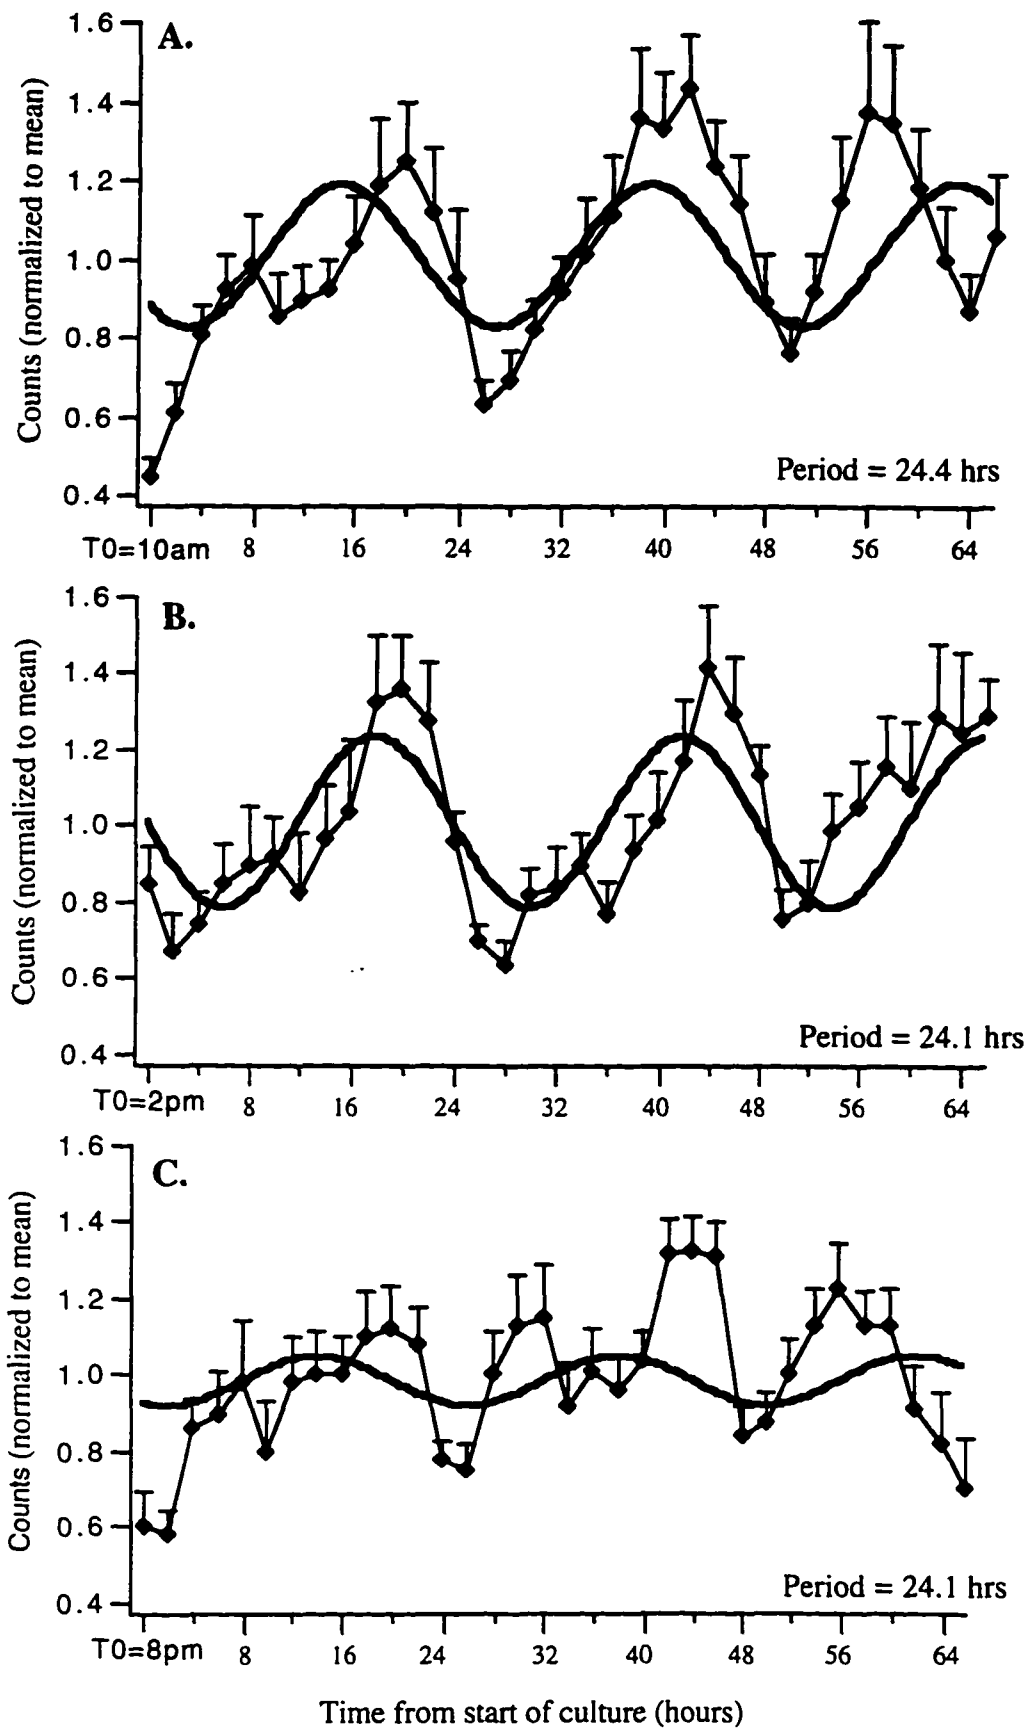 A.
Counts (normalized to mean)
1.6
1.4
1.2
1.0
0.8
0.6
0.4
Period = 24.4 hrs
T0=10am 8 16 24 32 40 48 56 64
B.
Counts (normalized to mean)
1.6
1.4
1.2
1.0
0.8
0.6
0.4
Period = 24.1 hrs
T0=2pm 8 16 24 32 40 48 56 64
C.
Counts (normalized to mean)
1.6
1.4
1.2
1.0
0.8
0.6
0.4
Period = 24.1 hrs
T0=8pm 8 16 24 32 40 48 56 64
Time from start of culture (hours)